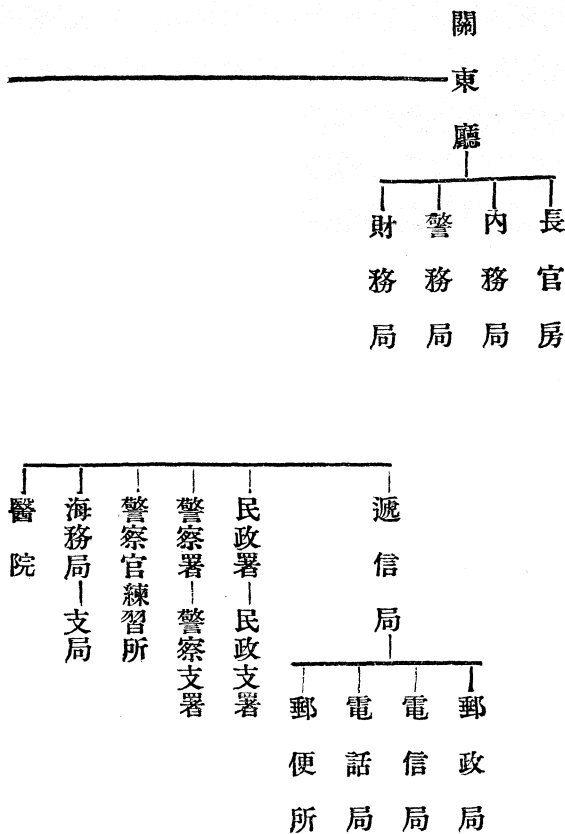 關東廳
長官房
內務局
警務局
財務局
遞信局
郵政局
電信局
電話局
郵便所
民政署—民政支署
警察署—警察支署
警察官練習所
海務局—支局
醫院